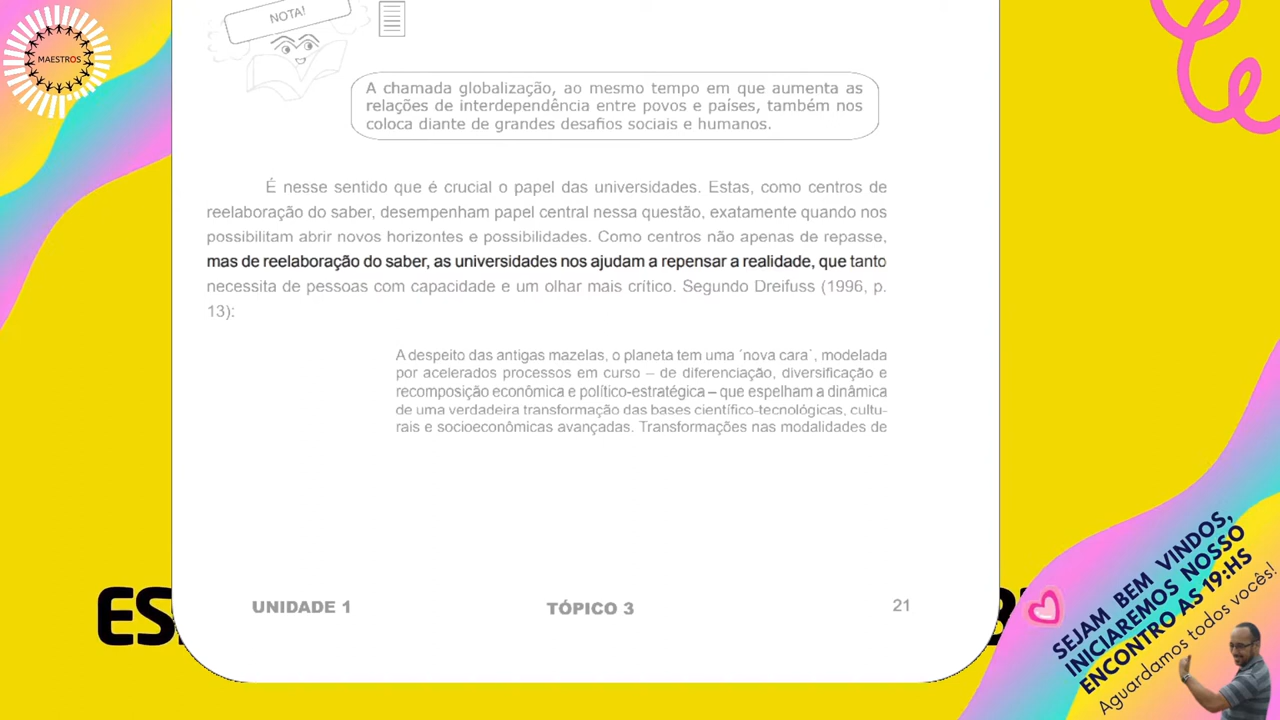 MAESTROS
NOTA!
A chamada globalização, ao mesmo tempo em que aumenta as
relações de interdependência entre povos e países, também nos
coloca diante de grandes desafios sociais e humanos.
É nesse sentido que é crucial o papel das universidades. Estas, como centros de
reelaboração do saber, desempenham papel central nessa questão, exatamente quando nos
possibilitam abrir novos horizontes e possibilidades. Como centros não apenas de repasse,
mas de reelaboração do saber, as universidades nos ajudam a repensar a realidade, que tanto
necessita de pessoas com capacidade e um olhar mais crítico. Segundo Dreifuss (1996, p.
13):
A despeito das antigas mazelas, o planeta tem uma ´nova cara´, modelada
por acelerados processos em curso – de diferenciação, diversificação e
recomposição econômica e político-estratégica – que espelham a dinâmica
de uma verdadeira transformação das bases científico-tecnológicas, cultu-
rais e socioeconômicas avançadas. Transformações nas modalidades de
UNIDADE 1
TÓPICO 3
21
ES
SEJAM BEM VINDOS,
INICIAREMOS NOSSO
ENCONTRO AS 19:HS
Aguardamos todos vocês!